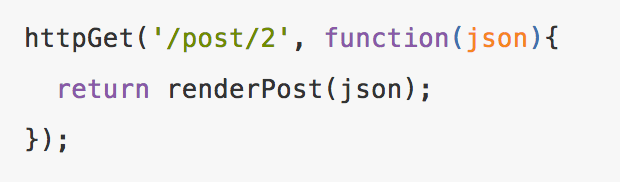 httpGet('/post/2', function(json){
  return renderPost(json);
});